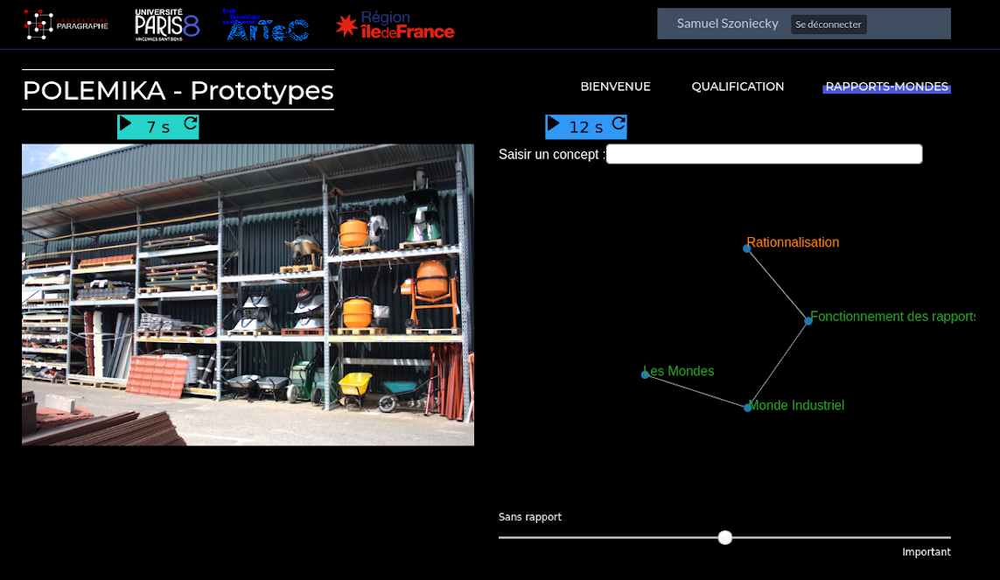 LABORATOIRE
PARAGRAPHE
UNIVERSITÉ
PARIS8
VINCENNES SAINT-DENIS
ArTeC
Région
îledeFrance
Samuel Szoniecky
Se déconnecter
POLEMIKA - Prototypes
BIENVENUE
QUALIFICATION
RAPPORTS-MONDES
7 s
12 s
Saisir un concept :
Rationnalisation
Fonctionnement des rapports
Les Mondes
Monde Industriel
Sans rapport
Important